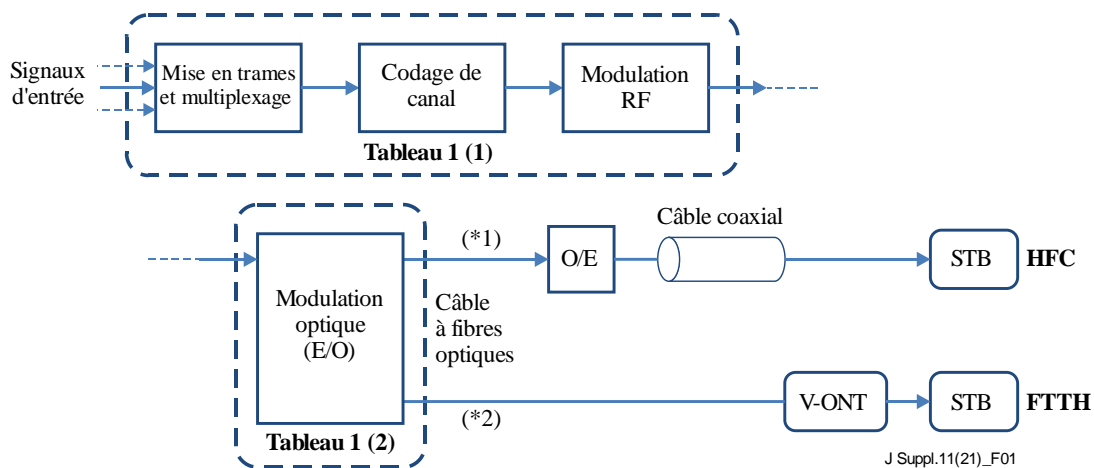 Signaux
d'entrée
Mise en trames
et multiplexage
Codage de
canal
Modulation
RF
Tableau 1 (1)
Modulation
optique
(E/O)
Tableau 1 (2)
(*1)
Câble
à fibres
optiques
(*2)
O/E
Câble coaxial
STB
HFC
V-ONT
STB
FTTH
J Suppl.11(21)_F01